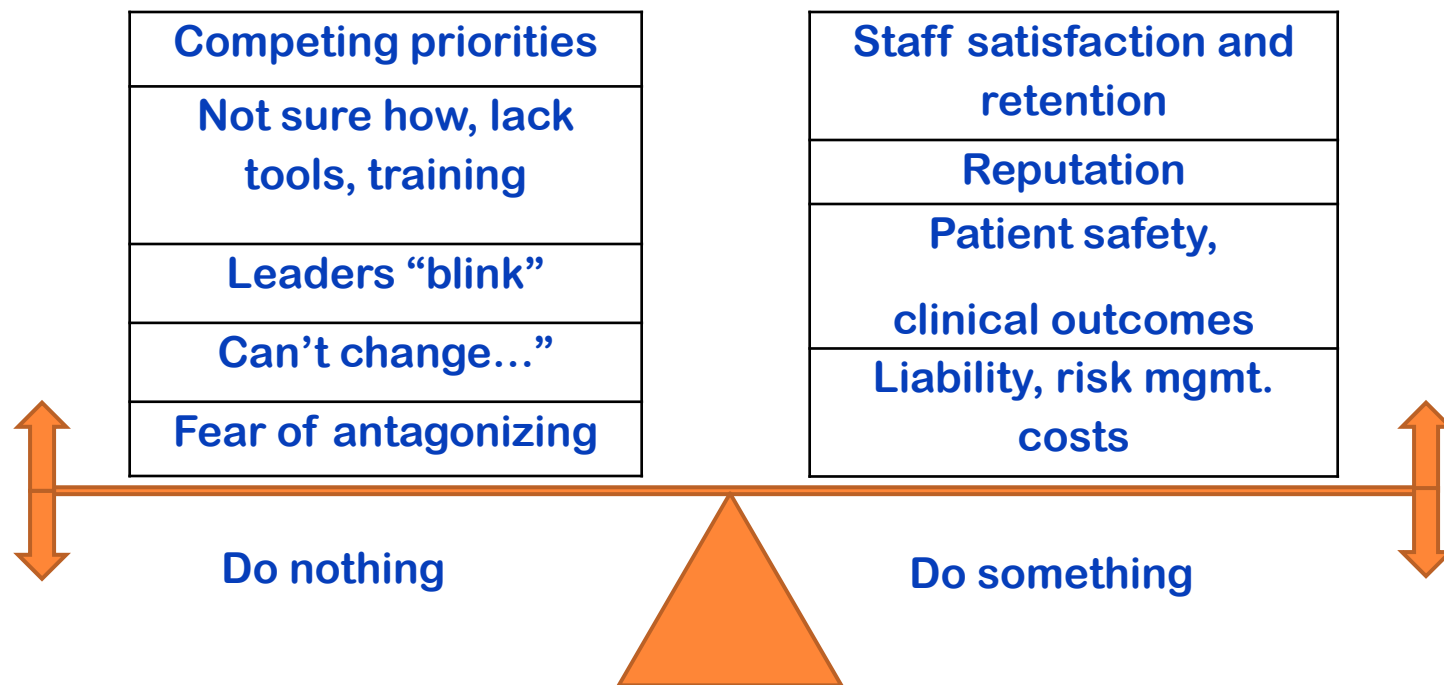 Competing priorities
Not sure how, lack
tools, training
Leaders “blink”
Can’t change…”
Fear of antagonizing
Staff satisfaction and
retention
Reputation
Patient safety,
clinical outcomes
Liability, risk mgmt.
costs
Do nothing
Do something